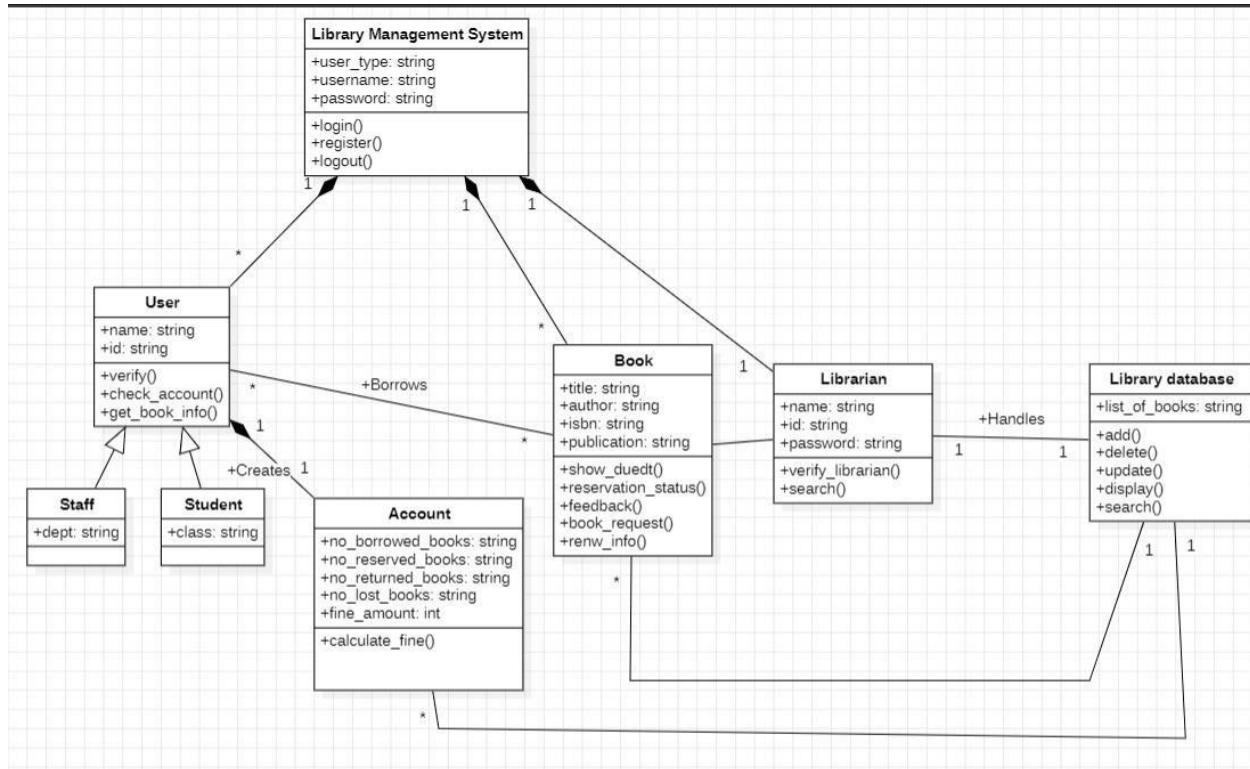 Library Management System
+user_type: string
+username: string
+password: string
+login()
+register()
+logout()
1
1
1
*
*
1
User
+name: string
+id: string
+verify()
+check_account()
+get_book_info()
*
+Borrows
*
1
+Creates
1
Staff
+dept: string
Student
+class: string
Account
+no_borrowed_books: string
+no_reserved_books: string
+no_returned_books: string
+no_lost_books: string
+fine_amount: int
+calculate_fine()
*
Book
+title: string
+author: string
+isbn: string
+publication: string
+show_duedt()
+reservation_status()
+feedback()
+book_request()
+renw_info()
*
Librarian
+name: string
+id: string
+password: string
+verify_librarian()
+search()
+Handles
1
1
Library database
+list_of_books: string
+add()
+delete()
+update()
+display()
+search()
1
1